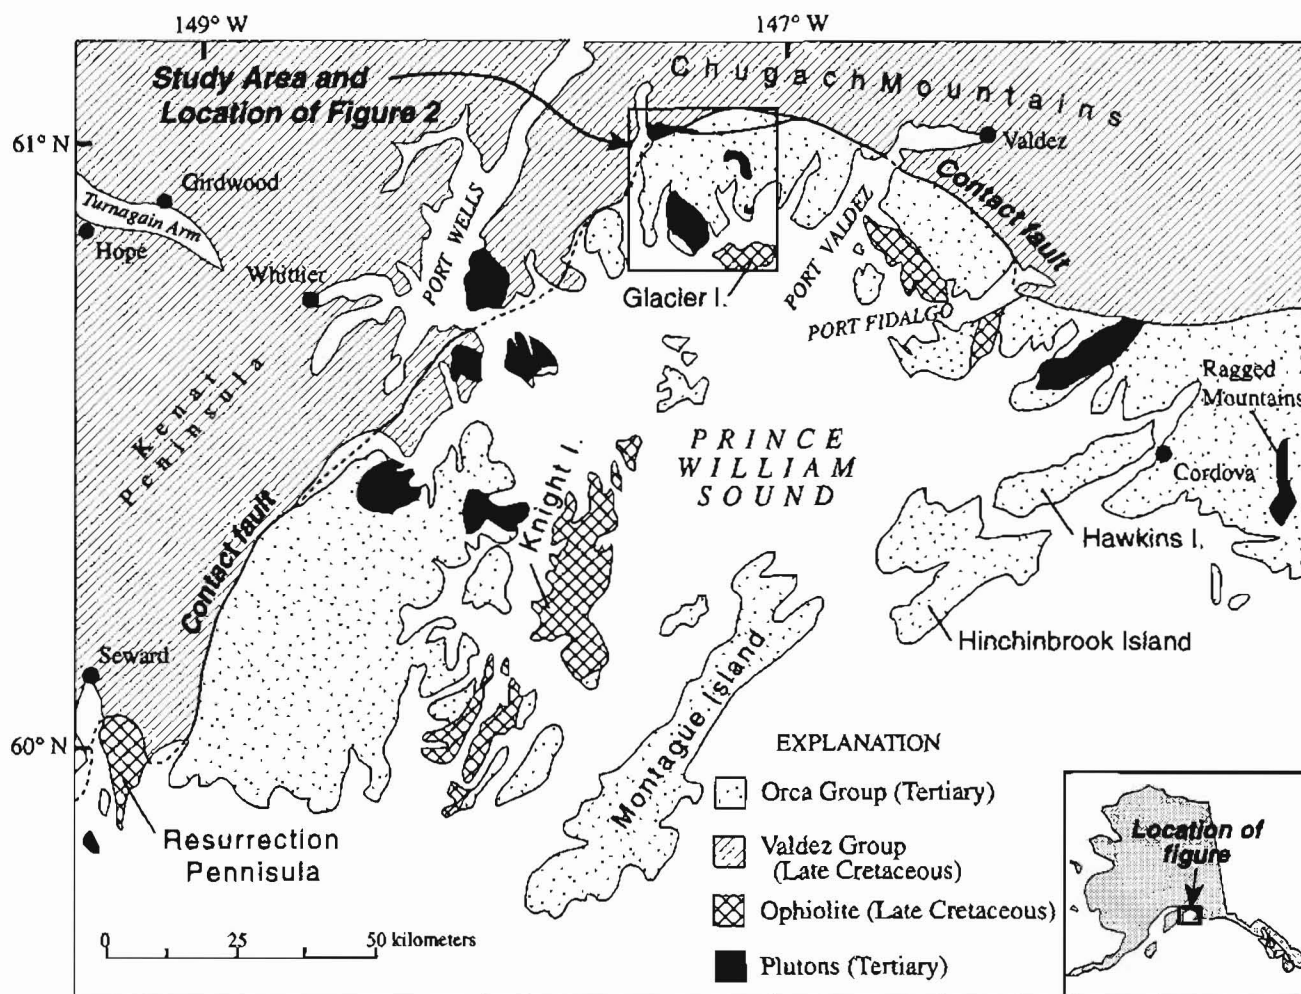 149° W
147° W
Study Area and
Location of Figure 2
Chugach Mountains
61° N
Valdez
Girdwood
Turnagain Arm
Hope
Whittier
PORT WELLS
Contact fault
PORT VALDEZ
Glacier I.
PORT FIDALGO
Ragged
Mountains
Kenai
Peninsula
PRINCE
WILLIAM
SOUND
Knight I.
Cordova
Contact fault
Hawkins I.
Hinchinbrook Island
Seward
Montague Island
60° N
Resurrection
Pennisula
EXPLANATION
Orca Group (Tertiary)
Valdez Group
(Late Cretaceous)
Ophiolite (Late Cretaceous)
Plutons (Tertiary)
0 25 50 kilometers
Location of
figure